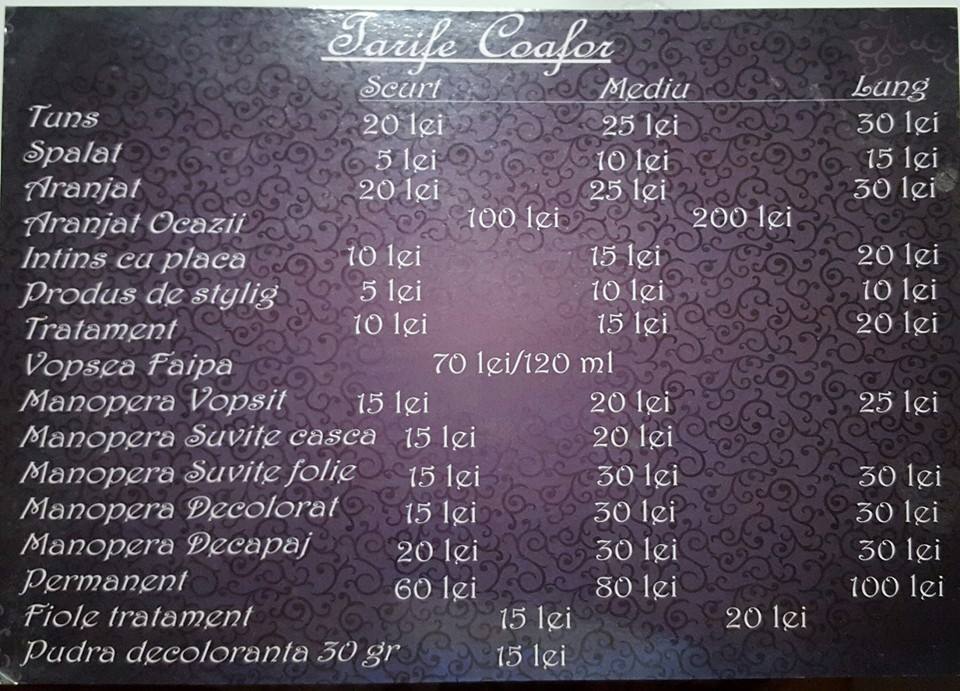 Tarife Coafor
Scurt Mediu Lung
Tuns 20 lei 25 lei 30 lei
Spalat 5 lei 10 lei 15 lei
Aranjat 20 lei 25 lei 30 lei
Aranjat Ocazii 100 lei 200 lei
Intins cu placa 10 lei 15 lei 20 lei
Produs de stylig 5 lei 10 lei 10 lei
Tratament 10 lei 15 lei 20 lei
Vopsea Faipa 70 lei/120 ml
Manopera Vopsit 15 lei 20 lei 25 lei
Manopera Suvite casca 15 lei 20 lei
Manopera Suvite folie 15 lei 30 lei 30 lei
Manopera Decolorat 15 lei 30 lei 30 lei
Manopera Decapaj 20 lei 30 lei 30 lei
Permanent 60 lei 80 lei 100 lei
Fiole tratament 15 lei 20 lei
Pudra decoloranta 30 gr 15 lei